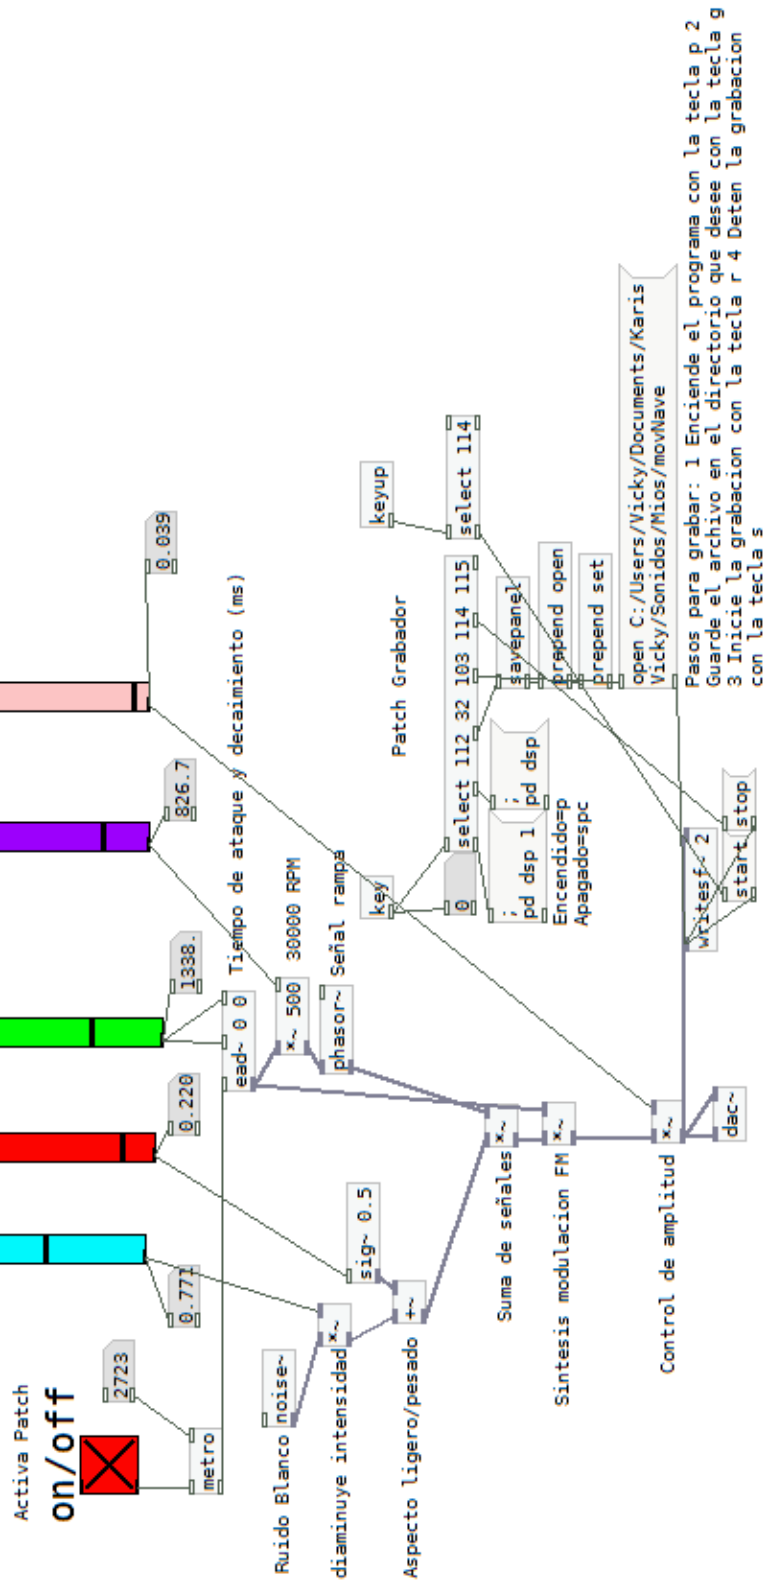 Activa Patch
on/off
2723
metro
0.771
0.220
1338.
826.7
0.039
ead~ 0 0
Tiempo de ataque y decaimiento (ms)
noise~
Ruido Blanco
*~
diaminuye intensidad
sig~ 0.5
+~
Aspecto ligero/pesado
*~ 500
30000 RPM
phasor~
Señal rampa
*~
Suma de señales
*~
Sintesis modulacion FM
*~
Control de amplitud
dac~
Patch Grabador
key
keyup
0
select 112 32 103 114 115
select 114
;
pd dsp 1
;
pd dsp
Encendido=p
Apagado=spc
savepanel
prepend open
prepend set
open C:/Users/Vicky/Documents/Karis
Vicky/Sonidos/Mios/movNave
writesf~ 2
start
stop
Pasos para grabar: 1 Enciende el programa con la tecla p 2
Guarde el archivo en el directorio que desee con la tecla g
3 Inicie la grabacion con la tecla r 4 Deten la grabacion
con la tecla s